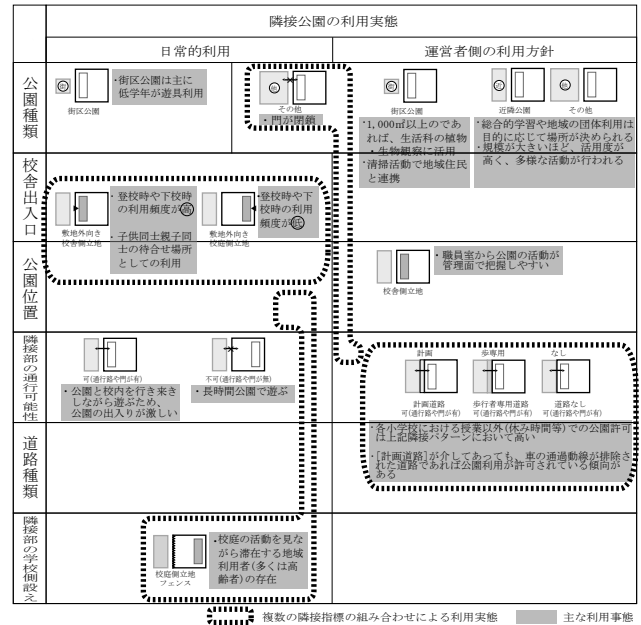 隣接公園の利用実態
日常的利用
運営者側の利用方針
公園種類
街
街区公園
・街区公園は主に
低学年が遊具利用
他
その他
・門が閉鎖
街
街区公園
・1,000㎡以上のであ
れば、生活科の植物
・生物観察に活用
・清掃活動で地域住民
と連携
近
近隣公園
他
その他
・総合的学習や地域の団体利用は
目的に応じて場所が決められる
・規模が大きいほど、活用度が
高く、多様な活動が行われる
校舎出入口
敷地外向き
校舎側立地
・登校時や下校時
の利用頻度が高
・子供同士親子同
士の待合せ場所
としての利用
敷地外向き
校庭側立地
・登校時や下
校時の利用
頻度が低
公園位置
校舎側立地
・職員室から公園の活動が
管理面で把握しやすい
隣接部の通行可能性
可(通行路や門が有)
・公園と校内を行き来き
しながら遊ぶため、
公園の出入りが激しい
不可(通行路や門が無)
・長時間公園で遊ぶ
計画
計画道路
可(通行路や門が有)
歩専用
歩行者専用道路
可(通行路や門が有)
なし
道路なし
可(通行路や門が有)
道路種類
・各小学校における授業以外(休み時間等)での公園許可
は上記隣接パターンにおいて高い
・[計画道路]が介してあっても、車の通過動線が排除さ
れた道路であれば公園利用が許可されている傾向が
ある
隣接部の学校側設え
校庭側立地
フェンス
・校庭の活動を見な
がら滞在する地域
利用者(多くは高
齢者)の存在
複数の隣接指標の組み合わせによる利用実態
主な利用事態